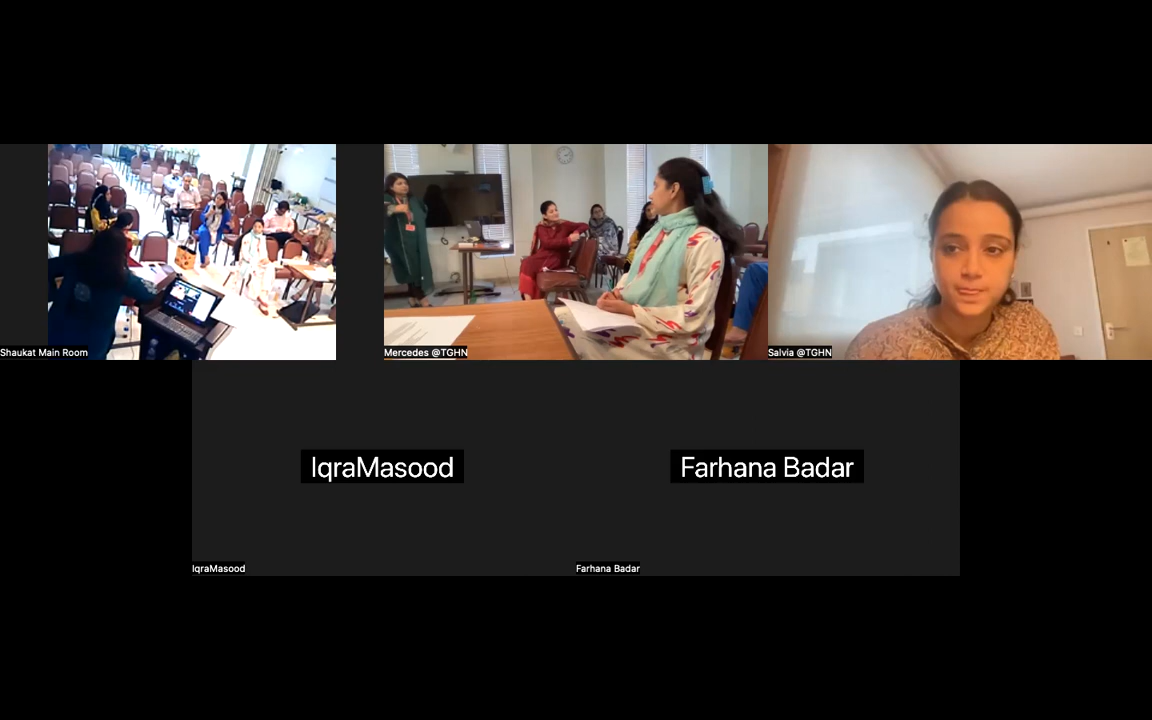 Shaukat Main Room
Mercedes @TGHN
Salvia @TGHN
IqraMasood
Farhana Badar
IqraMasood
Farhana Badar